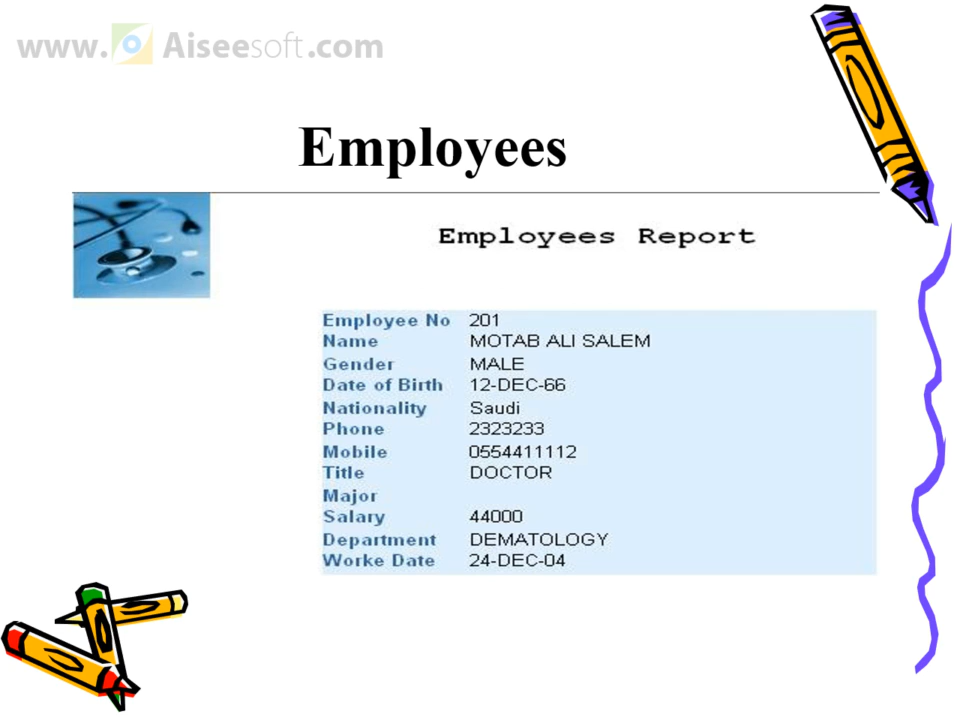 www. Aiseesoft.com
Employees
Employees Report
Employee No 201
Name MOTAB ALI SALEM
Gender MALE
Date of Birth 12-DEC-66
Nationality Saudi
Phone 2323233
Mobile 0554411112
Title DOCTOR
Major
Salary 44000
Department DEMATOLOGY
Worke Date 24-DEC-04